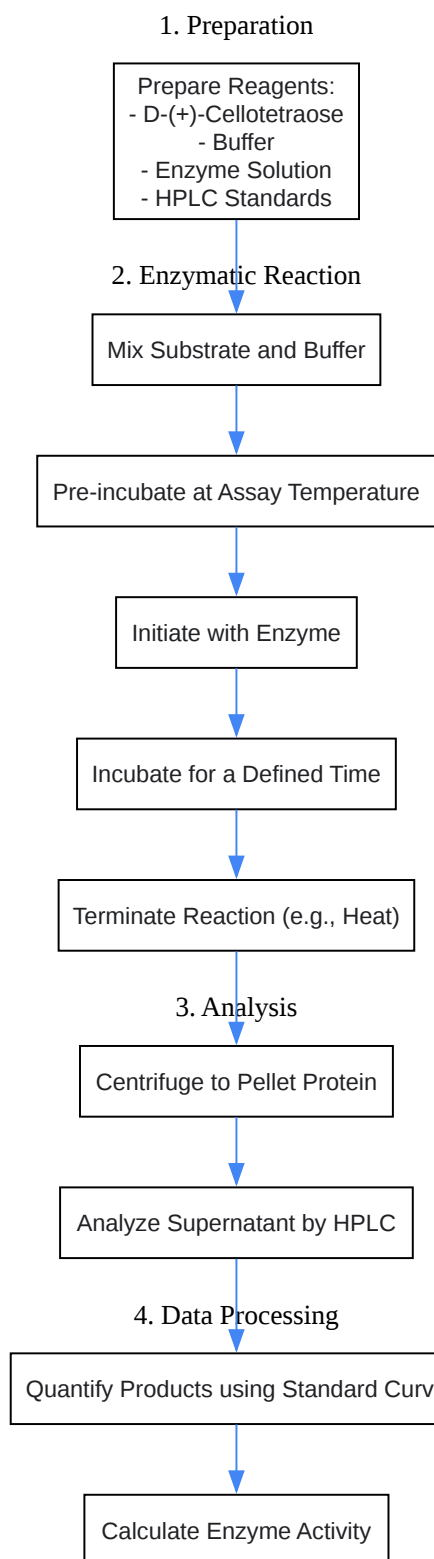 1. Preparation
Prepare Reagents:
- D-(+)-Cellotetraose
- Buffer
- Enzyme Solution
- HPLC Standards
2. Enzymatic Reaction
Mix Substrate and Buffer
Pre-incubate at Assay Temperature
Initiate with Enzyme
Incubate for a Defined Time
Terminate Reaction (e.g., Heat)
3. Analysis
Centrifuge to Pellet Protein
Analyze Supernatant by HPLC
4. Data Processing
Quantify Products using Standard Curv
Calculate Enzyme Activity